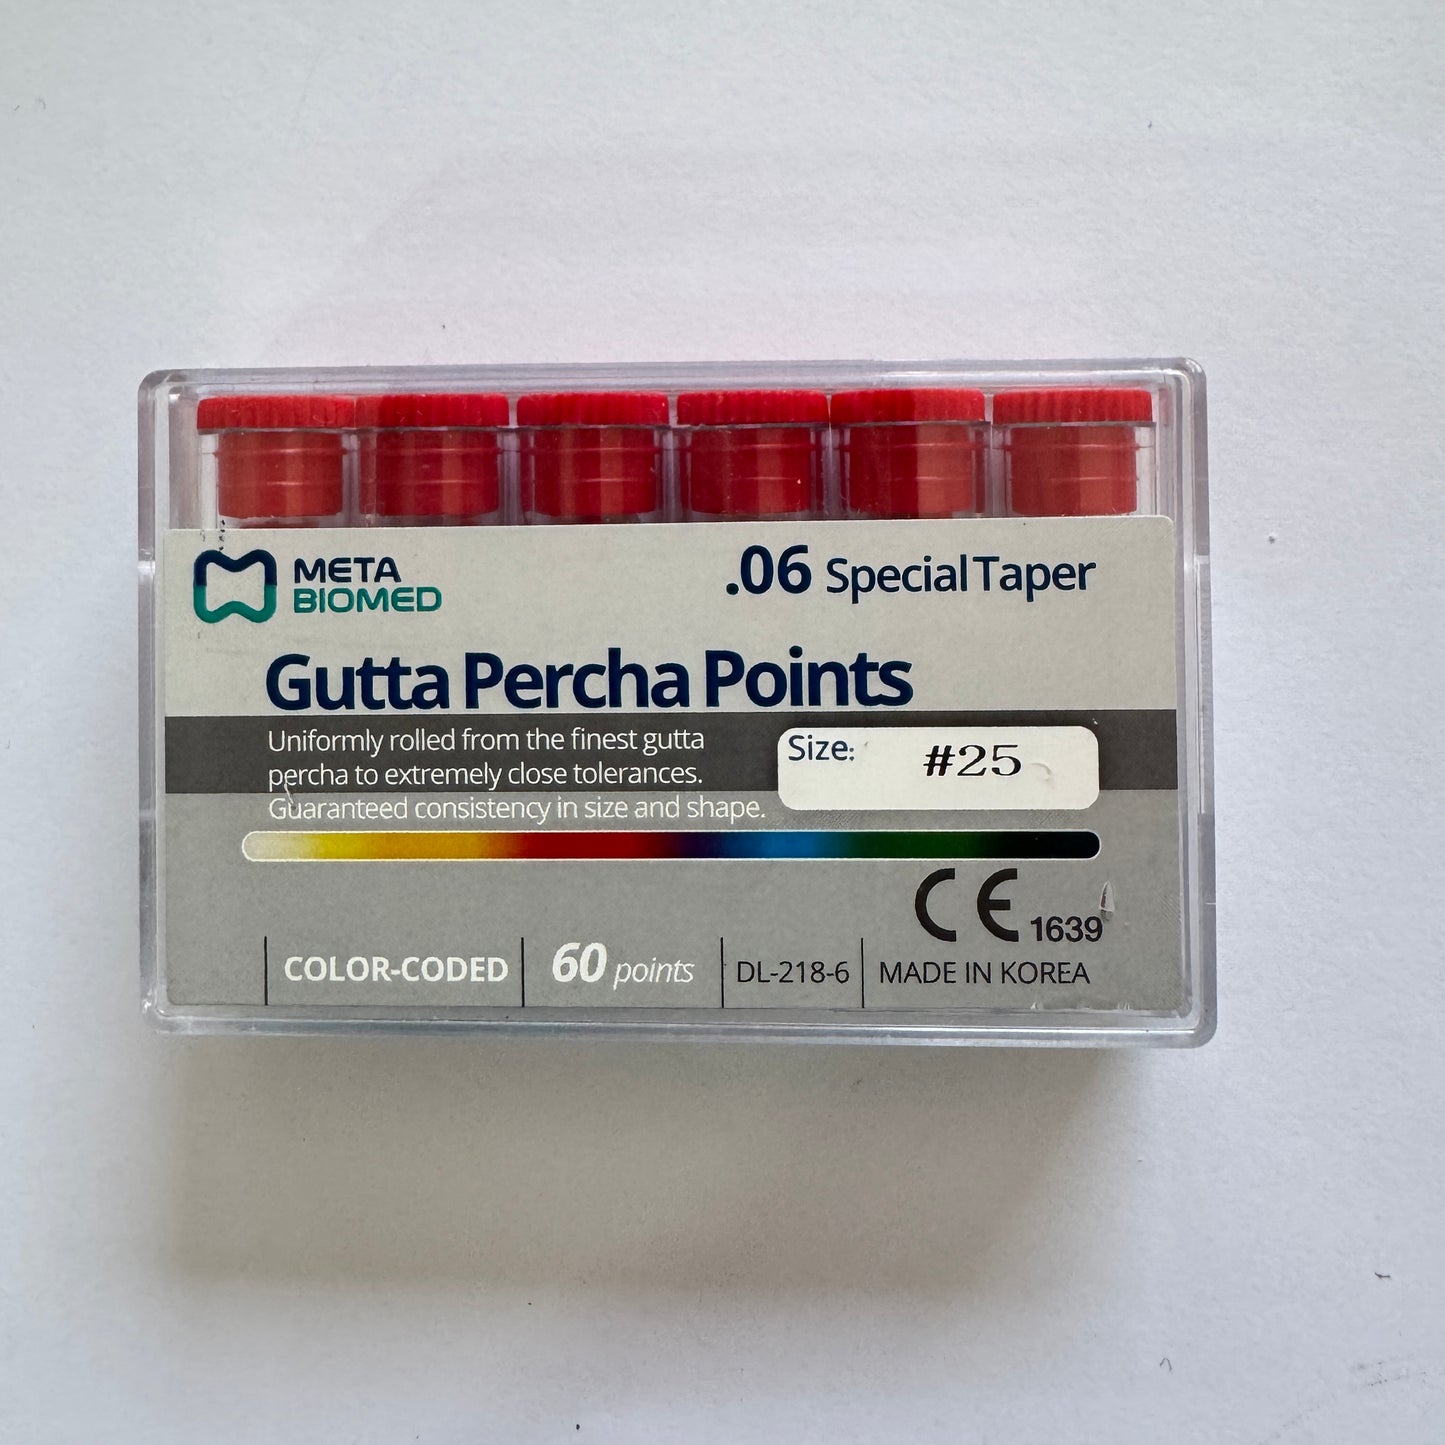 META
BIOMED
.06 Special Taper
Gutta Percha Points
Uniformly rolled from the finest gutta
percha to extremely close tolerances.
Guaranteed consistency in size and shape.
Size: #25
CE 1639
COLOR-CODED
60 points
DL-218-6
MADE IN KOREA